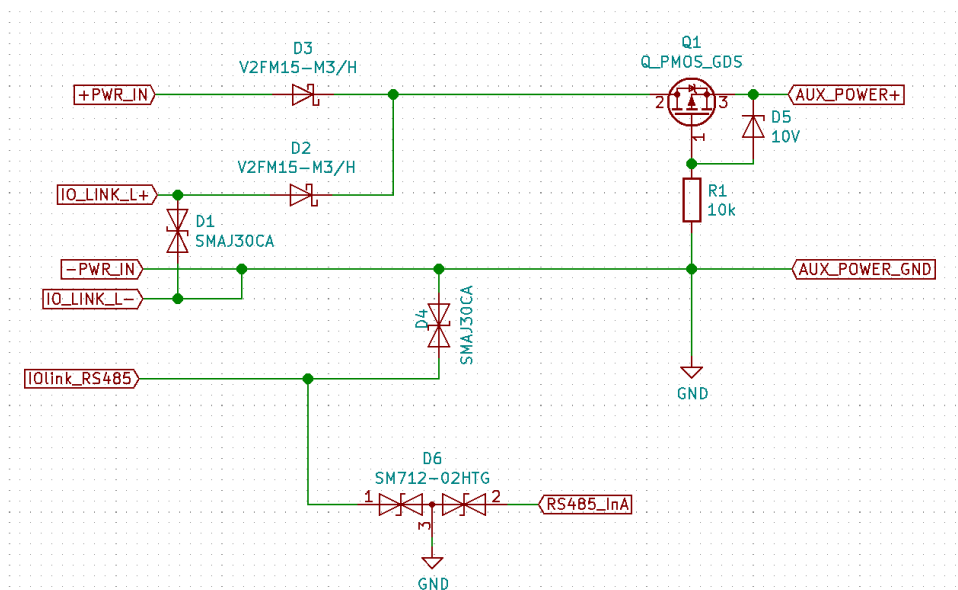 Q1
Q_PMOS_GDS
D3
V2FM15-M3/H
+PWR_IN
2
3
AUX_POWER+
D5
10V
1
D2
V2FM15-M3/H
IO_LINK_L+
R1
10k
D1
SMAJ30CA
-PWR_IN
AUX_POWER_GND
IO_LINK_L-
D4
SMAJ30CA
IOlink_RS485
GND
D6
SM712-02HTG
1
2
RS485_InA
3
GND